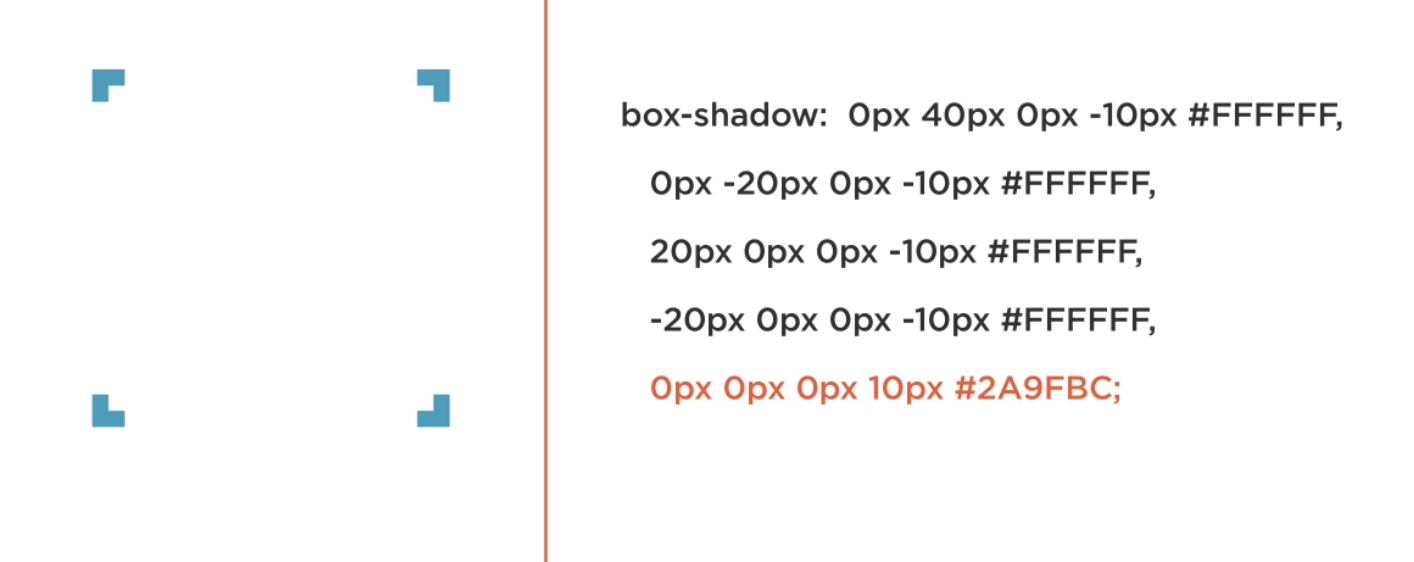 box-shadow: 0px 40px 0px -10px #FFFFFF,
0px -20px 0px -10px #FFFFFF,
20px 0px 0px -10px #FFFFFF,
-20px 0px 0px -10px #FFFFFF,
0px 0px 0px 10px #2A9FBC;